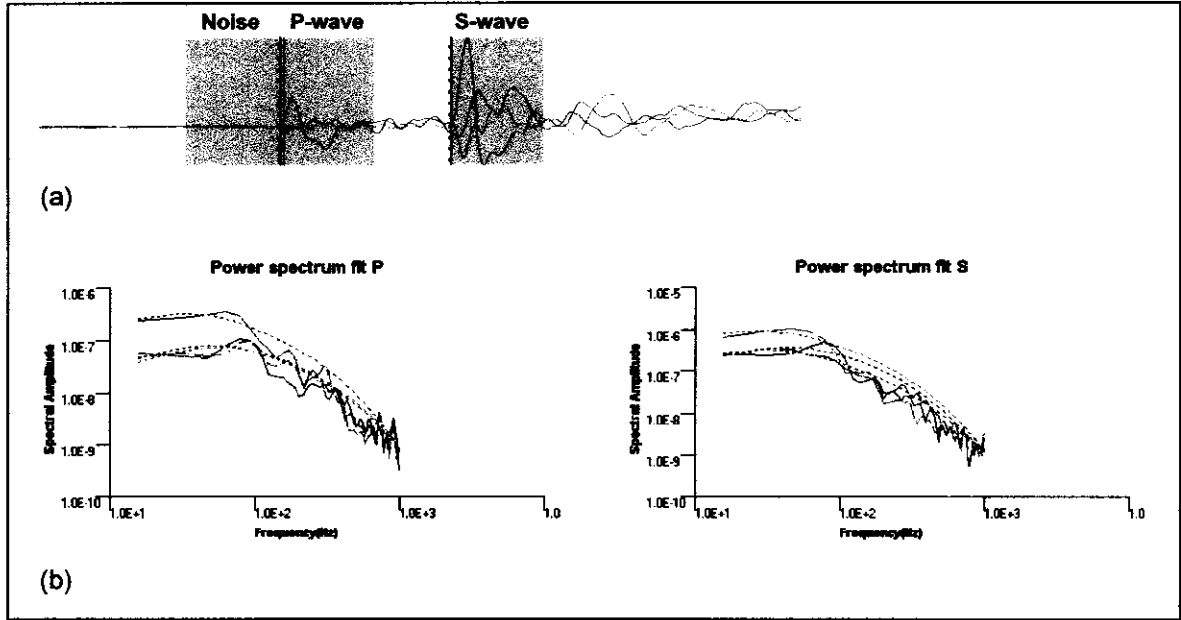 Noise P-wave S-wave
(a)
Power spectrum fit P
1.0E-6
1.0E-7
1.0E-8
1.0E-9
1.0E-10
Spectral Amplitude
1.0E+1 1.0E+2 1.0E+3 1.0
Frequency(Hz)
Power spectrum fit S
1.0E-5
1.0E-6
1.0E-7
1.0E-8
1.0E-9
1.0E-10
Spectral Amplitude
1.0E+1 1.0E+2 1.0E+3 1.0
Frequency(Hz)
(b)